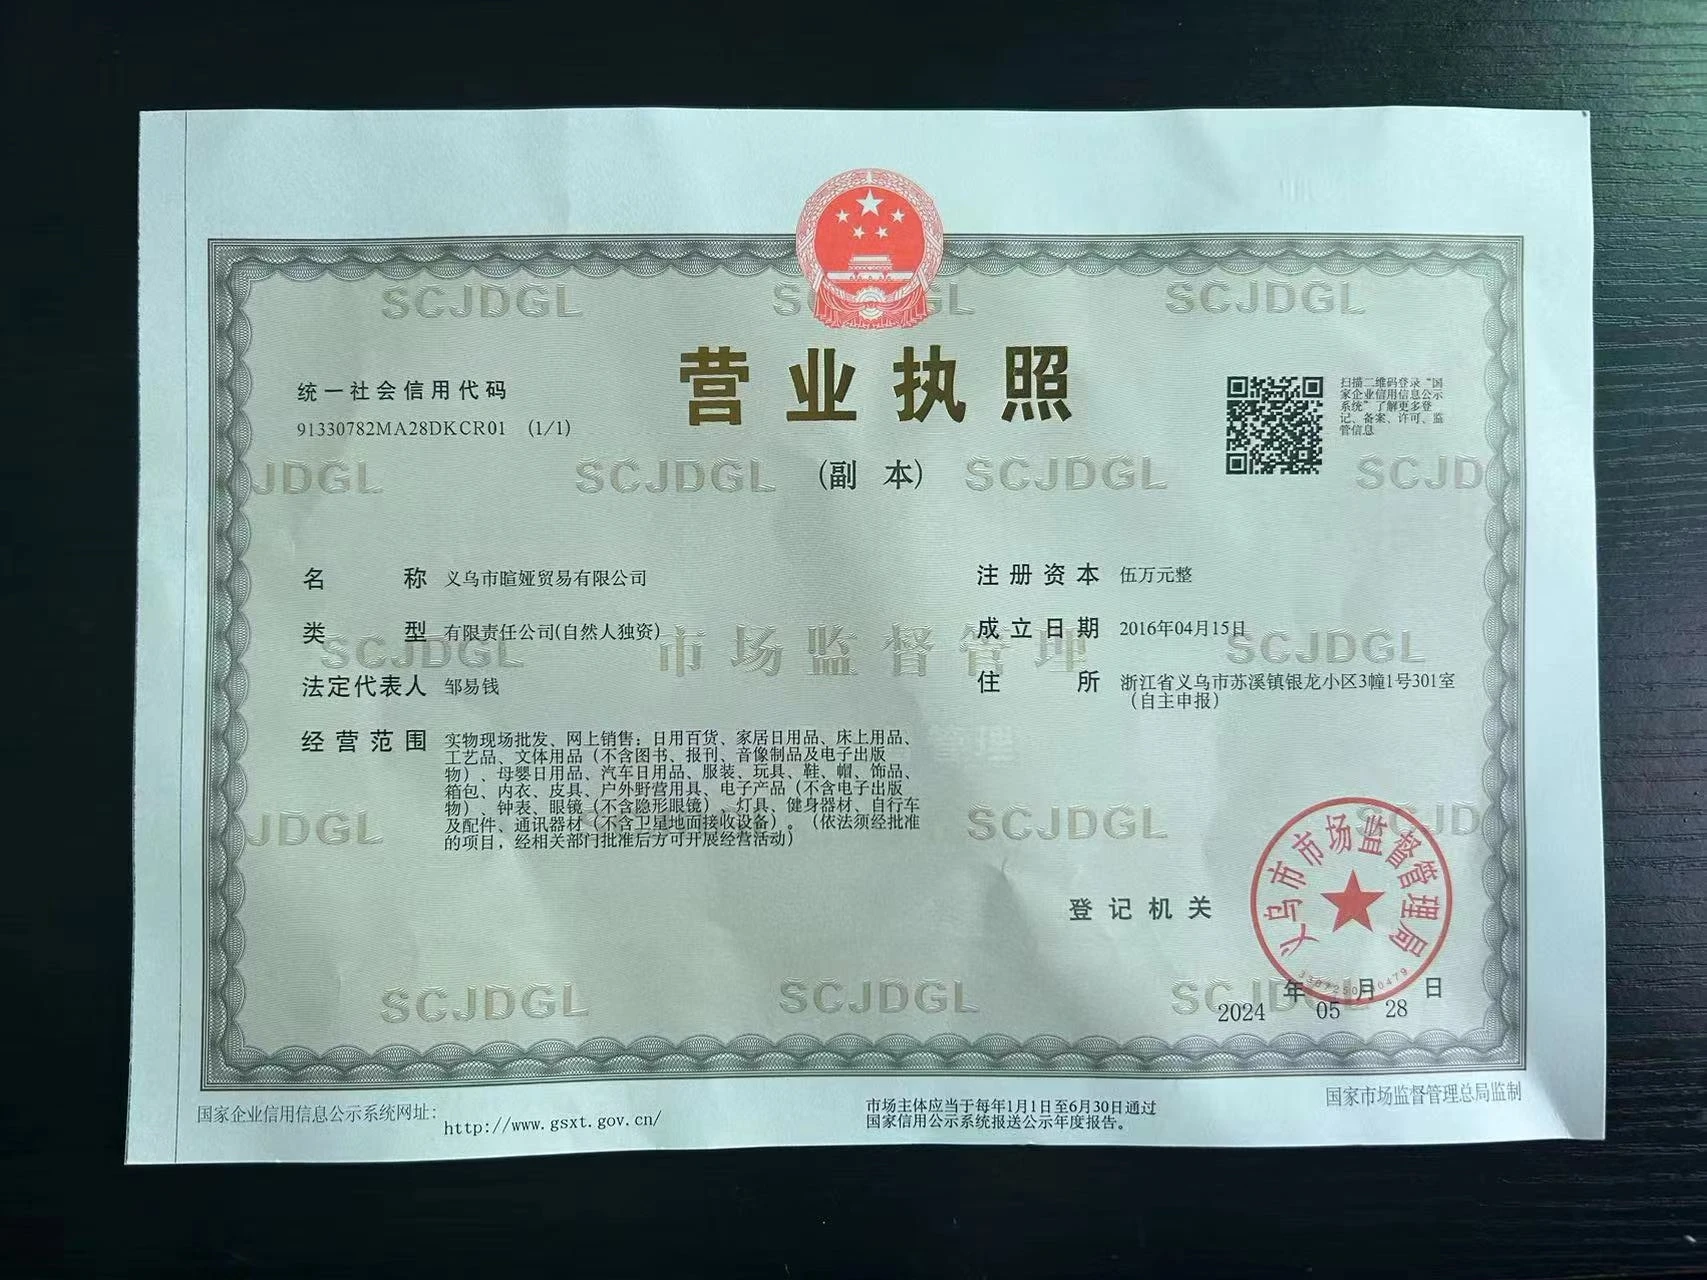 SCJDGL SCJDGL
营业执照
(副 本)
统一社会信用代码
91330782MA28DKCR01 (1/1)
扫描二维码登录“国
家企业信用信息公示
系统”了解更多登
记、备案、许可、监
管信息
JDGL SCJDGL SCJDGL SCJD
名 称 义乌市暄娅贸易有限公司
类 型 有限责任公司(自然人独资)
法定代表人 邹易钱
经营范围 实物现场批发、网上销售：日用百货、家居日用品、床上用品、
工艺品、文体用品（不含图书、报刊、音像制品及电子出版
物）、母婴日用品、汽车日用品、服装、玩具、鞋、帽、饰品、
箱包、内衣、皮具、户外野营用具、电子产品（不含电子出版
物）、钟表、眼镜（不含隐形眼镜）、灯具、健身器材、自行车
及配件、通讯器材（不含卫星地面接收设备）。（依法须经批准
的项目，经相关部门批准后方可开展经营活动）
注册资本 伍万元整
成立日期 2016年04月15日
住 所 浙江省义乌市苏溪镇银龙小区3幢1号301室
（自主申报）
SCJDGL 市场监督管理 SCJDGL
JDGL SCJDGL SCJD
登记机关
义乌市市场监督管理局
2024 年 05 月 28 日
SCJDGL SCJDGL
国家企业信用信息公示系统网址：
http://www.gsxt.gov.cn/
市场主体应当于每年1月1日至6月30日通过
国家信用公示系统报送公示年度报告。
国家市场监督管理总局监制